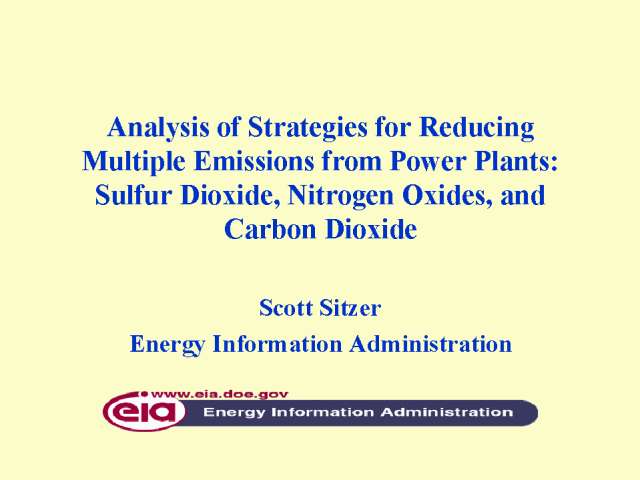 Analysis of Strategies for Reducing
Multiple Emissions from Power Plants:
Sulfur Dioxide, Nitrogen Oxides, and
Carbon Dioxide
Scott Sitzer
Energy Information Administration
www.eia.doe.gov
eia Energy Information Administration